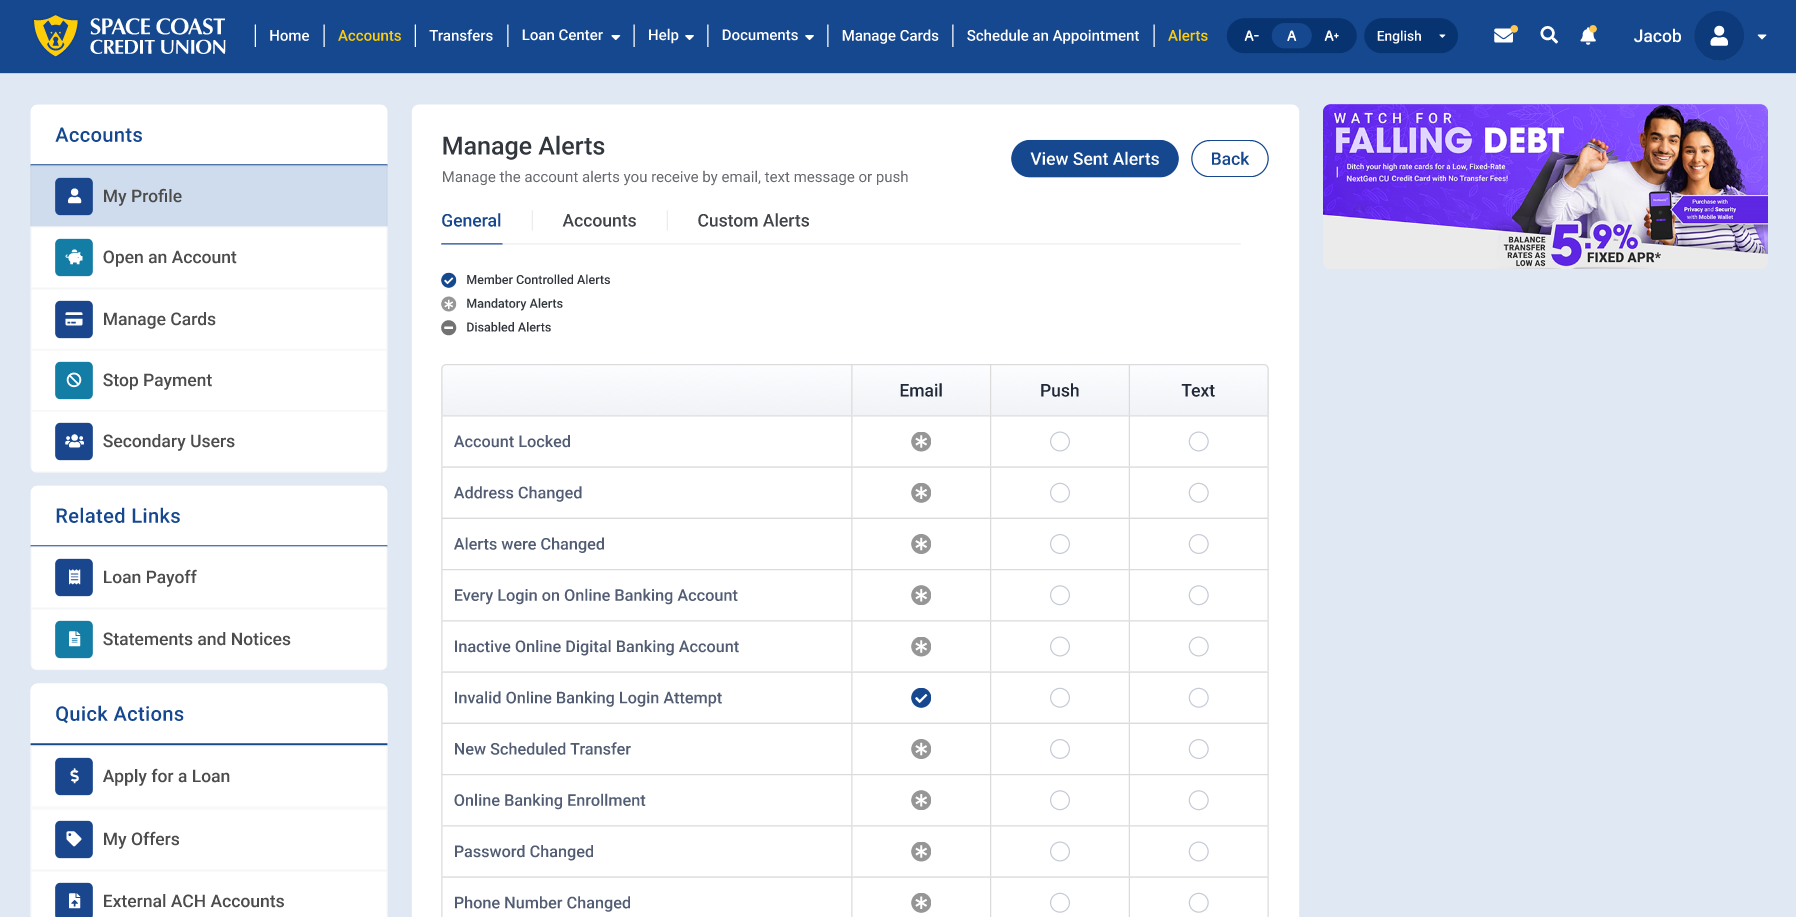 SPACE COAST
CREDIT UNION
Home
Accounts
Transfers
Loan Center
Help
Documents
Manage Cards
Schedule an Appointment
Alerts
A-
A
A+
English
Jacob
Accounts
My Profile
Open an Account
Manage Cards
Stop Payment
Secondary Users
Related Links
Loan Payoff
Statements and Notices
Quick Actions
Apply for a Loan
My Offers
External ACH Accounts
Manage Alerts
Manage the account alerts you receive by email, text message or push
View Sent Alerts
Back
General
Accounts
Custom Alerts
Member Controlled Alerts
Mandatory Alerts
Disabled Alerts
Email
Push
Text
Account Locked
Address Changed
Alerts were Changed
Every Login on Online Banking Account
Inactive Online Digital Banking Account
Invalid Online Banking Login Attempt
New Scheduled Transfer
Online Banking Enrollment
Password Changed
Phone Number Changed
WATCH FOR
FALLING DEBT
Ditch your high rate cards for a Low, Fixed-Rate
NextGen CU Credit Card with No Transfer Fees!
Purchase with
Privacy and Security
with Mobile Wallet
BALANCE
TRANSFER
RATES AS
LOW AS
5.9%
FIXED APR*